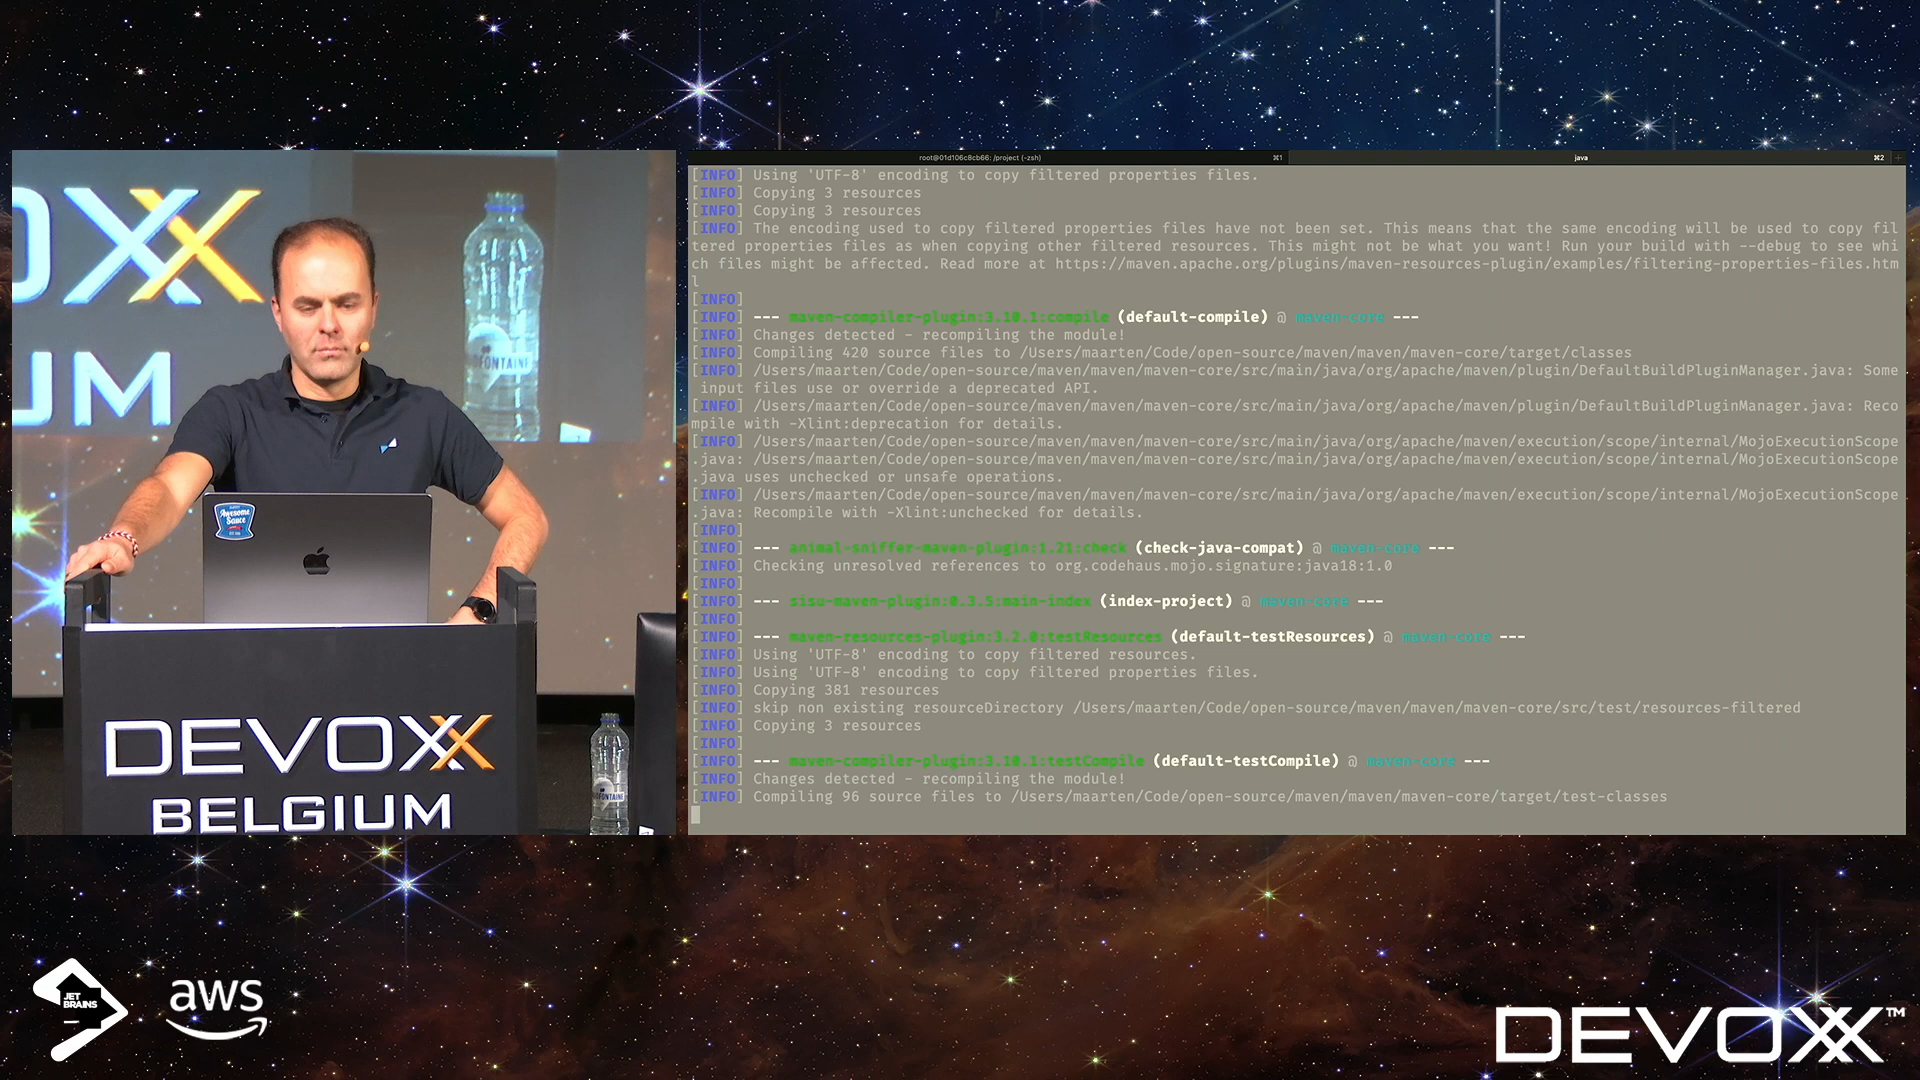 OXX
UM
OFONTAINE
Awesome
Sauce
DEVOXX
BELGIUM
root@01d106c8cb66: /project (-zsh) ⌘1 java ⌘2 +
[INFO] Using 'UTF-8' encoding to copy filtered properties files.
[INFO] Copying 3 resources
[INFO] Copying 3 resources
[INFO] The encoding used to copy filtered properties files have not been set. This means that the same encoding will be used to copy fil
tered properties files as when copying other filtered resources. This might not be what you want! Run your build with --debug to see whi
ch files might be affected. Read more at https://maven.apache.org/plugins/maven-resources-plugin/examples/filtering-properties-files.htm
l
[INFO]
[INFO] --- maven-compiler-plugin:3.10.1:compile (default-compile) @ maven-core ---
[INFO] Changes detected - recompiling the module!
[INFO] Compiling 420 source files to /Users/maarten/Code/open-source/maven/maven/maven-core/target/classes
[INFO] /Users/maarten/Code/open-source/maven/maven/maven-core/src/main/java/org/apache/maven/plugin/DefaultBuildPluginManager.java: Some
 input files use or override a deprecated API.
[INFO] /Users/maarten/Code/open-source/maven/maven/maven-core/src/main/java/org/apache/maven/plugin/DefaultBuildPluginManager.java: Reco
mpile with -Xlint:deprecation for details.
[INFO] /Users/maarten/Code/open-source/maven/maven/maven-core/src/main/java/org/apache/maven/execution/scope/internal/MojoExecutionScope
.java: /Users/maarten/Code/open-source/maven/maven/maven-core/src/main/java/org/apache/maven/execution/scope/internal/MojoExecutionScope
.java uses unchecked or unsafe operations.
[INFO] /Users/maarten/Code/open-source/maven/maven/maven-core/src/main/java/org/apache/maven/execution/scope/internal/MojoExecutionScope
.java: Recompile with -Xlint:unchecked for details.
[INFO]
[INFO] --- animal-sniffer-maven-plugin:1.21:check (check-java-compat) @ maven-core ---
[INFO] Checking unresolved references to org.codehaus.mojo.signature:java18:1.0
[INFO]
[INFO] --- sisu-maven-plugin:0.3.5:main-index (index-project) @ maven-core ---
[INFO]
[INFO] --- maven-resources-plugin:3.2.0:testResources (default-testResources) @ maven-core ---
[INFO] Using 'UTF-8' encoding to copy filtered resources.
[INFO] Using 'UTF-8' encoding to copy filtered properties files.
[INFO] Copying 381 resources
[INFO] skip non existing resourceDirectory /Users/maarten/Code/open-source/maven/maven/maven-core/src/test/resources-filtered
[INFO] Copying 3 resources
[INFO]
[INFO] --- maven-compiler-plugin:3.10.1:testCompile (default-testCompile) @ maven-core ---
[INFO] Changes detected - recompiling the module!
[INFO] Compiling 96 source files to /Users/maarten/Code/open-source/maven/maven/maven-core/target/test-classes
JET
BRAINS
aws
DEVOXX™